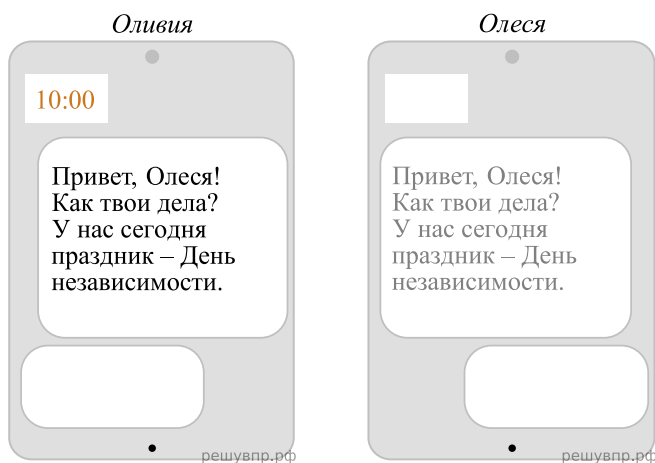 Оливия
10:00
Привет, Олеся!
Как твои дела?
У нас сегодня
праздник – День
независимости.
решувпр.рф
Олеся
Привет, Олеся!
Как твои дела?
У нас сегодня
праздник – День
независимости.
решувпр.рф